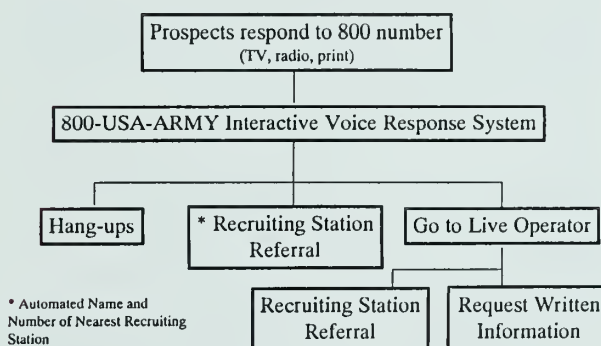 Prospects respond to 800 number
(TV, radio, print)
800-USA-ARMY Interactive Voice Response System
Hang-ups
* Recruiting Station
Referral
Go to Live Operator
Recruiting Station
Referral
Request Written
Information
* Automated Name and
Number of Nearest Recruiting
Station